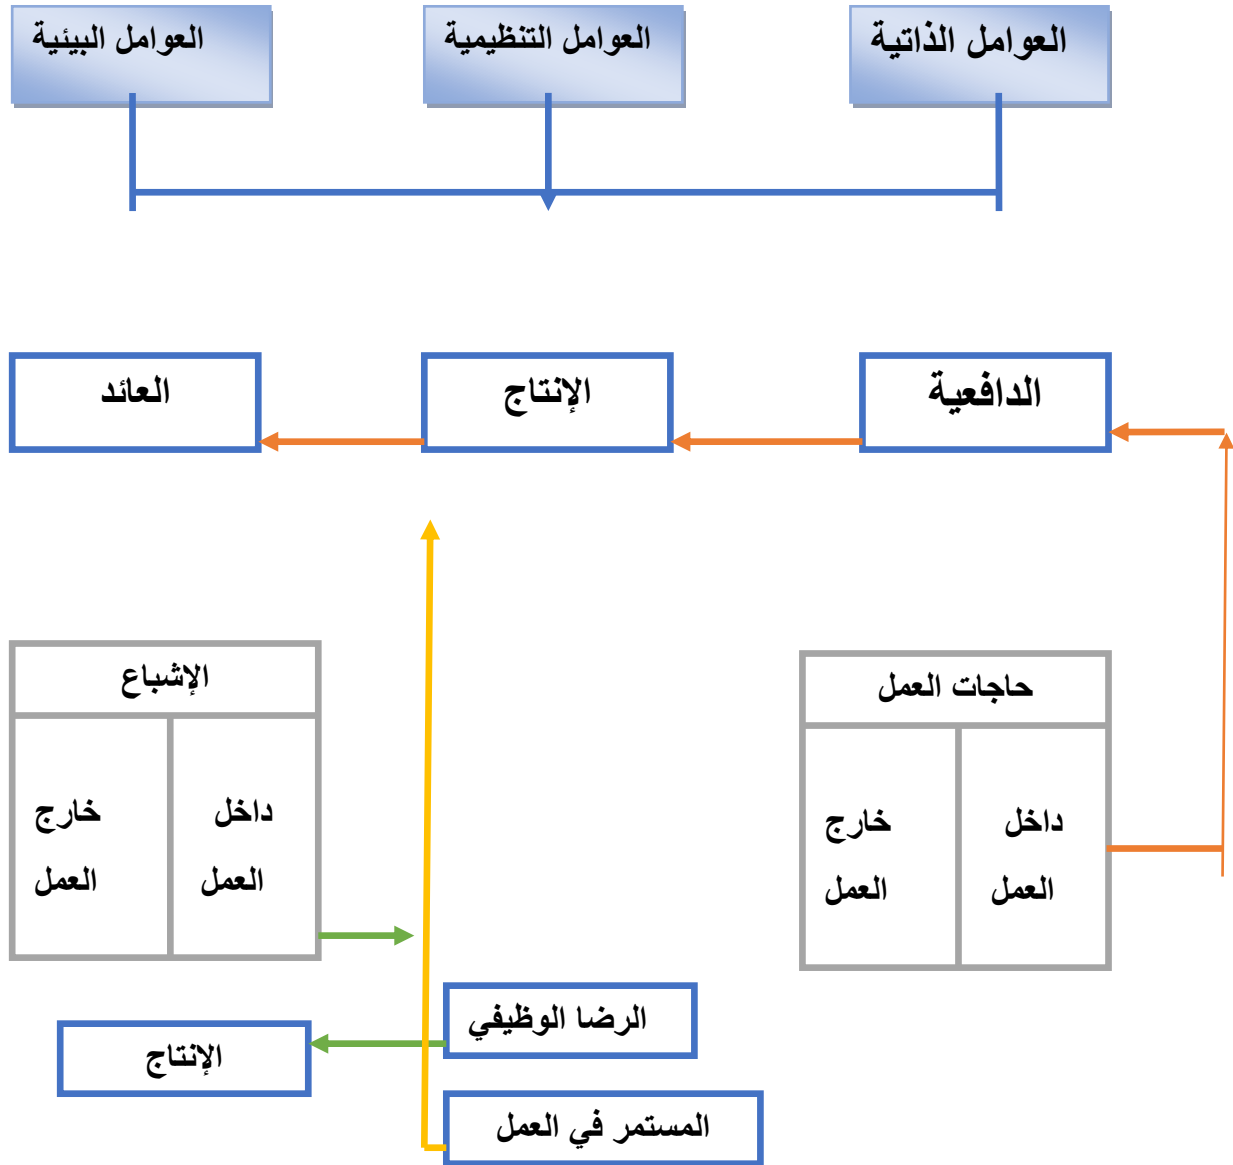 العوامل الذاتية
العوامل التنظيمية
العوامل البيئية
الدافعية
الإنتاج
العائد
حاجات العمل
داخل
العمل
خارج
العمل
الإشباع
داخل
العمل
خارج
العمل
الرضا الوظيفي
الإنتاج
المستمر في العمل